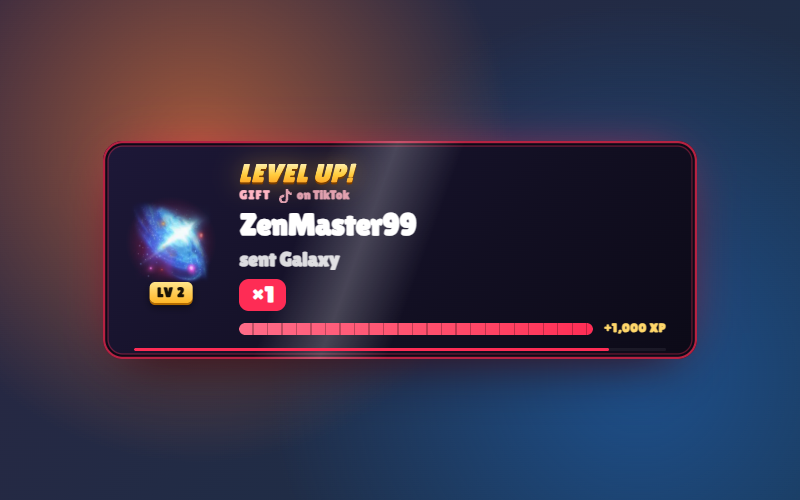 LEVEL UP!
GIFT on TikTok
ZenMaster99
sent Galaxy
×1
LV 2
+1,000 XP